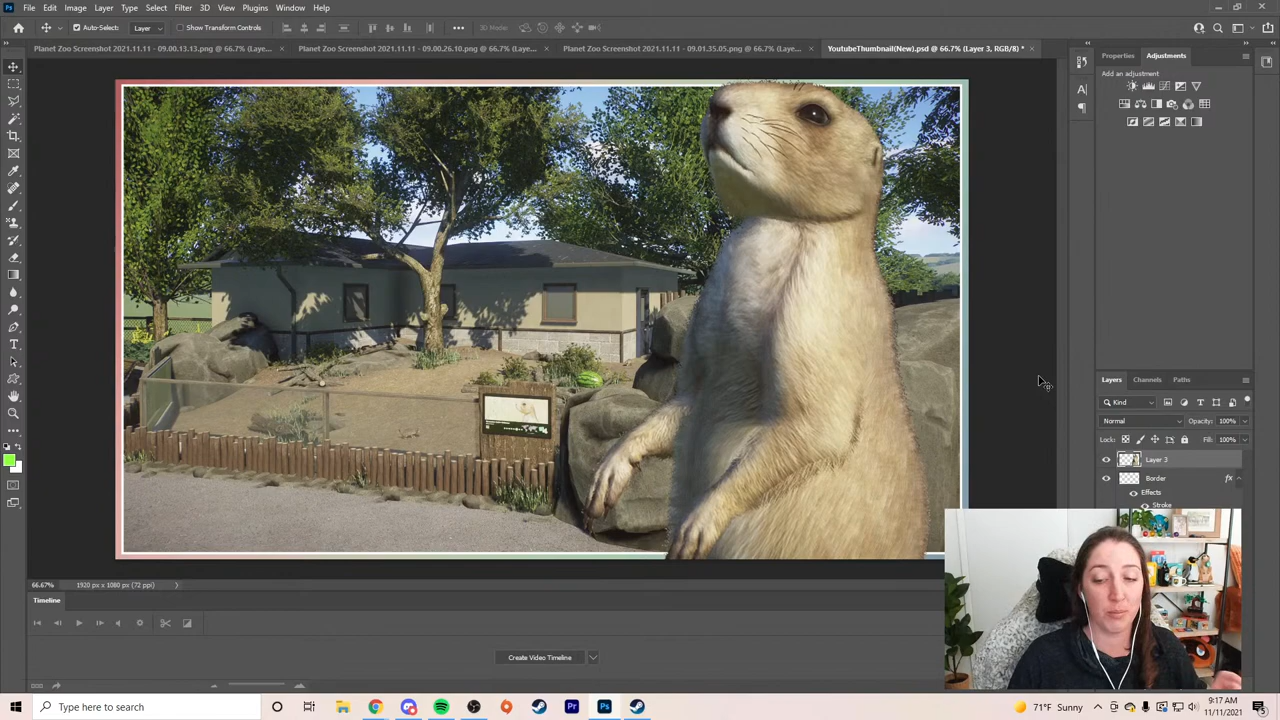 File Edit Image Layer Type Select Filter 3D View Plugins Window Help
Auto-Select: Layer Show Transform Controls 3D Mode:
Planet Zoo Screenshot 2021.11.11 - 09.00.13.13.png @ 66.7% (Laye... × Planet Zoo Screenshot 2021.11.11 - 09.00.26.10.png @ 66.7% (Laye... × Planet Zoo Screenshot 2021.11.11 - 09.01.35.05.png @ 66.7% (Laye... × YoutubeThumbnail(New).psd @ 66.7% (Layer 3, RGB/8) * ×
Properties Adjustments
Add an adjustment
Layers Channels Paths
Kind
Normal Opacity: 100%
Lock: Fill: 100%
Layer 3
Border fx
Effects
Stroke
66.67% 1920 px x 1080 px (72 ppi)
Timeline
Create Video Timeline
Type here to search
71°F Sunny
9:17 AM
11/11/2021